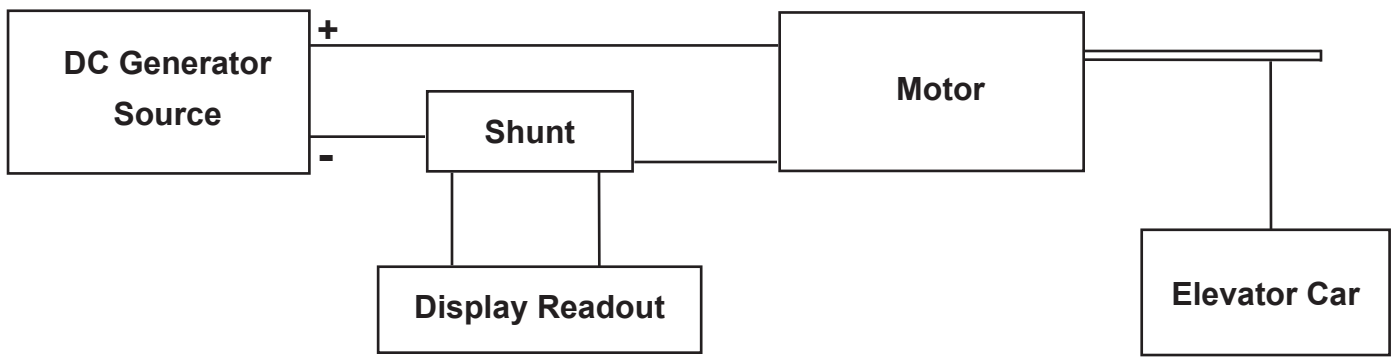 DC Generator
Source
+
-
Shunt
Display Readout
Motor
Elevator Car